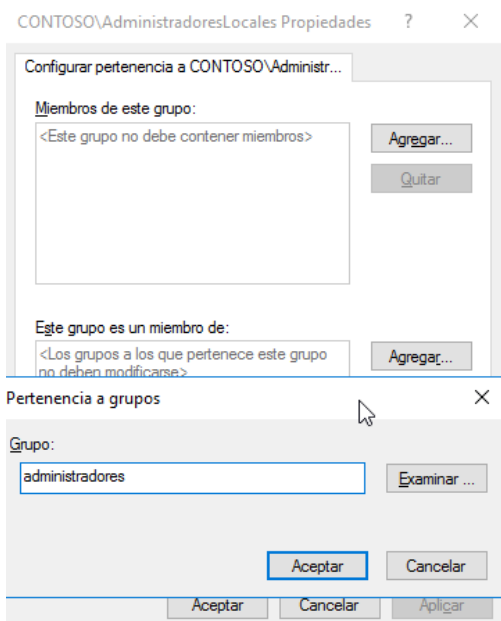 CONTOSO\AdministradoresLocales Propiedades ?
Configurar pertenencia a CONTOSO\Administr...
Miembros de este grupo:
<Este grupo no debe contener miembros>
Agregar...
Quitar
Este grupo es un miembro de:
<Los grupos a los que pertenece este grupo
no deben modificarse>
Agregar...
Pertenencia a grupos
Grupo:
administradores
Examinar ...
Aceptar Cancelar
Aceptar Cancelar Aplicar